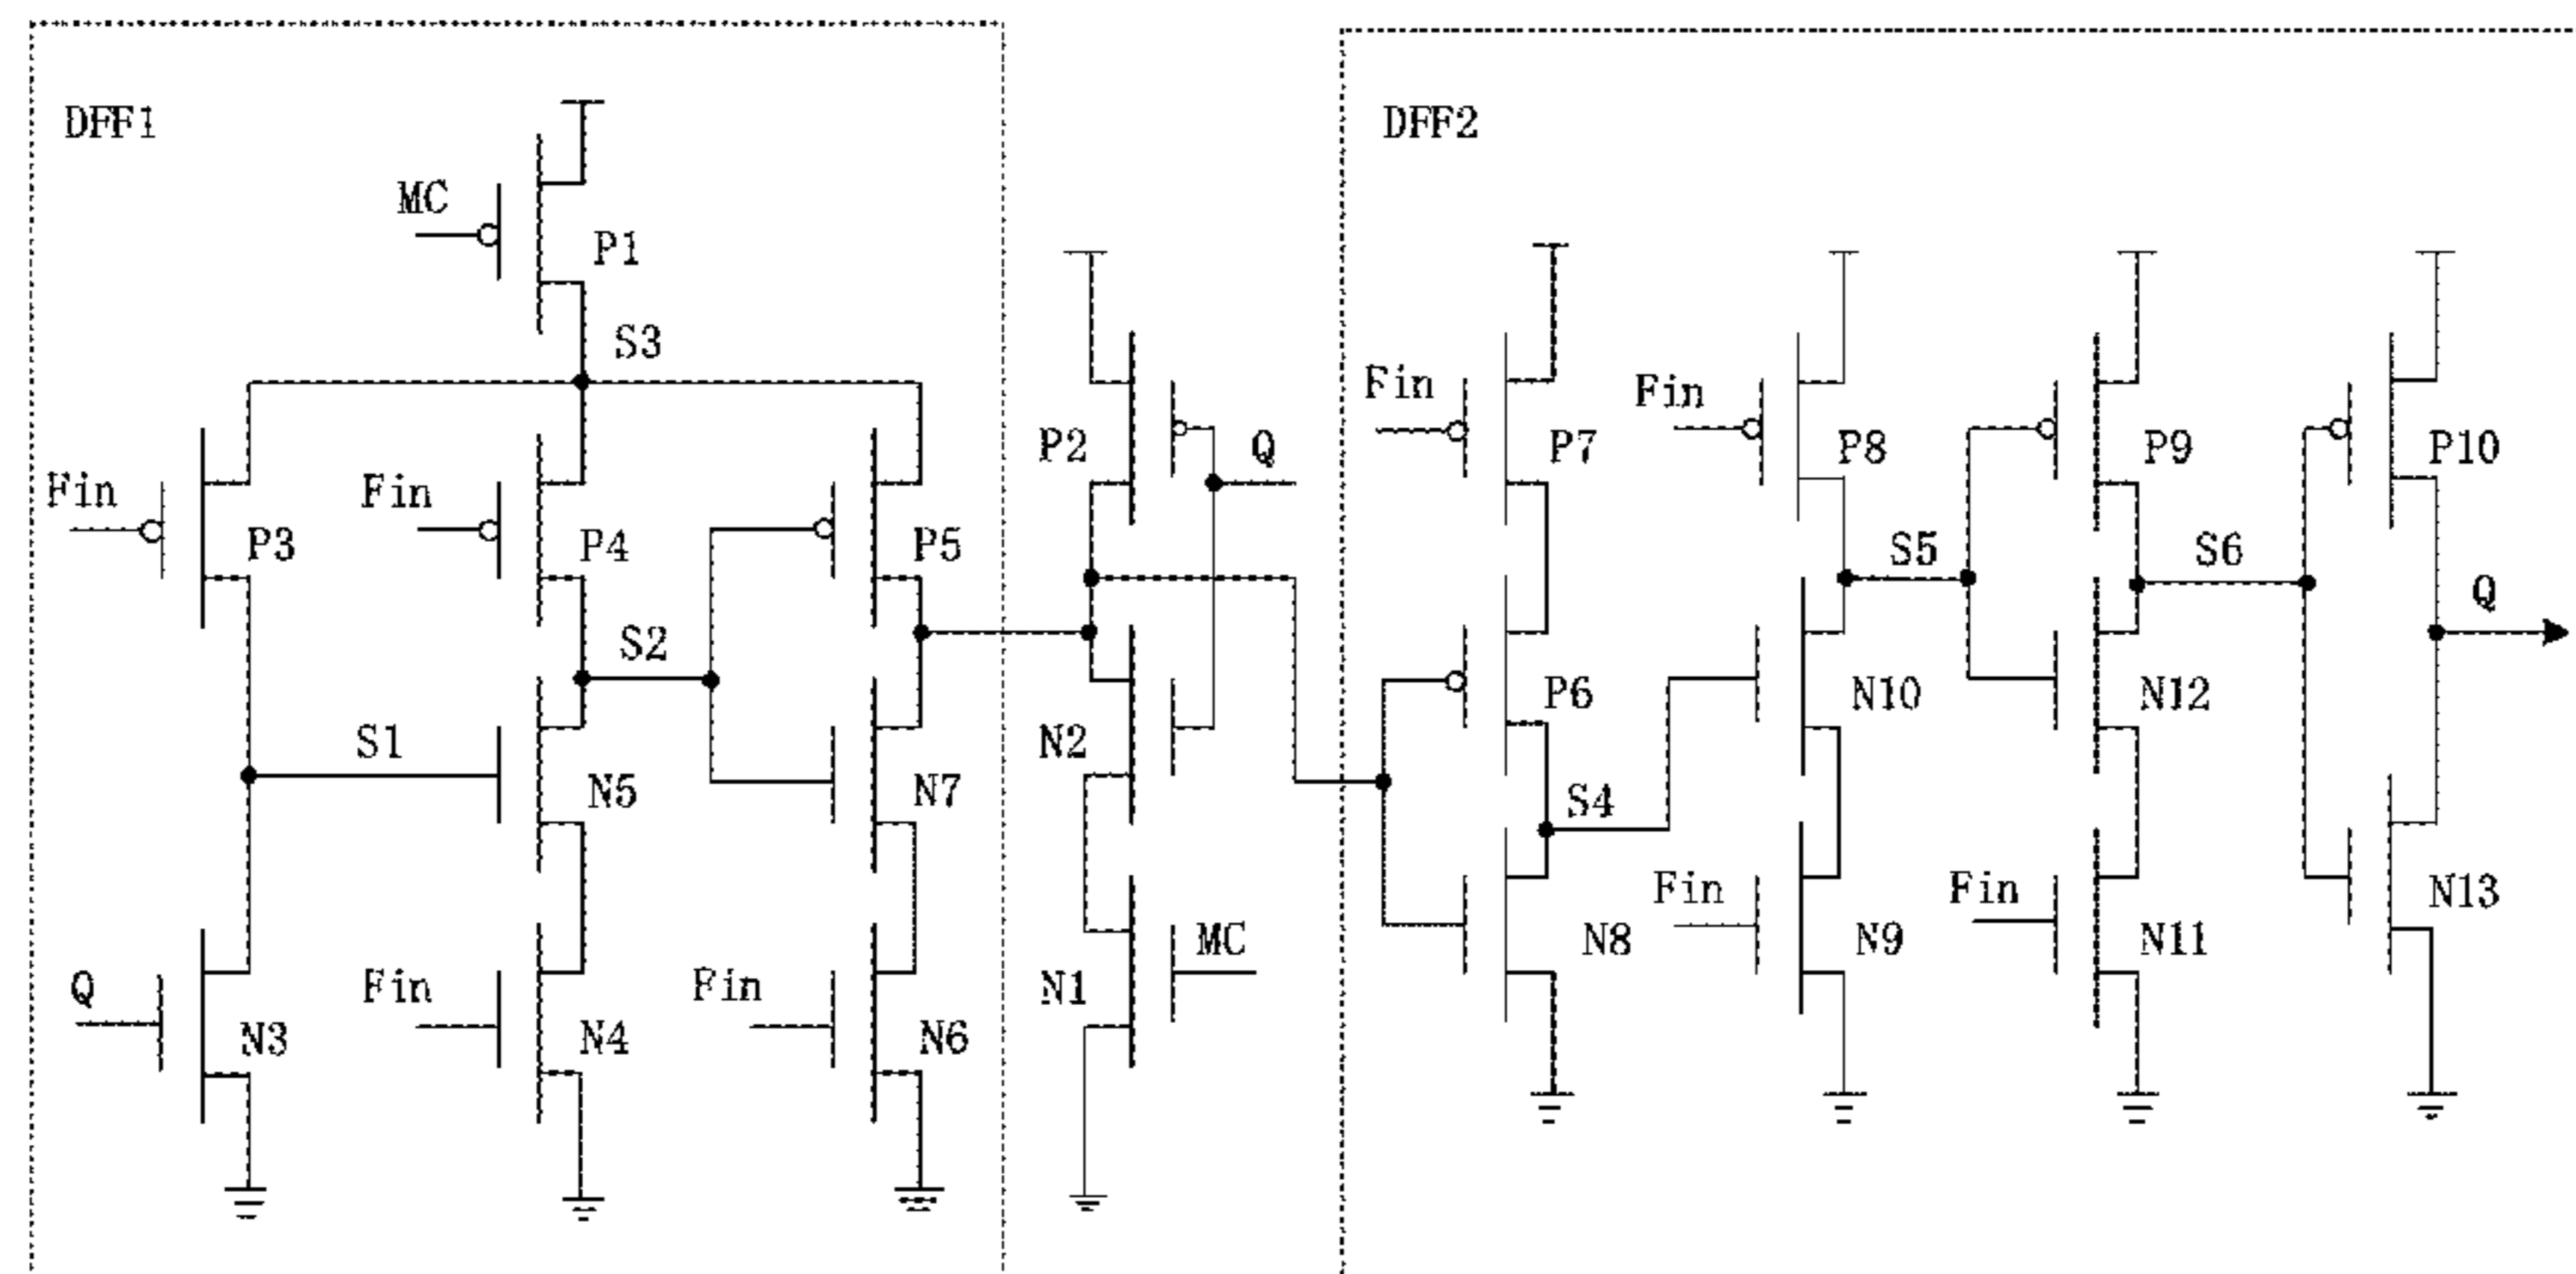 DFF1
DFF2
MC
P1
S3
Fin
P3
Fin
P4
P5
P2
Q
Fin
P7
Fin
P8
P9
P10
S2
S5
S6
Q
S1
N5
N7
N2
P6
N10
N12
S4
Q
N3
Fin
N4
Fin
N6
N1
MC
N8
Fin
N9
Fin
N11
N13